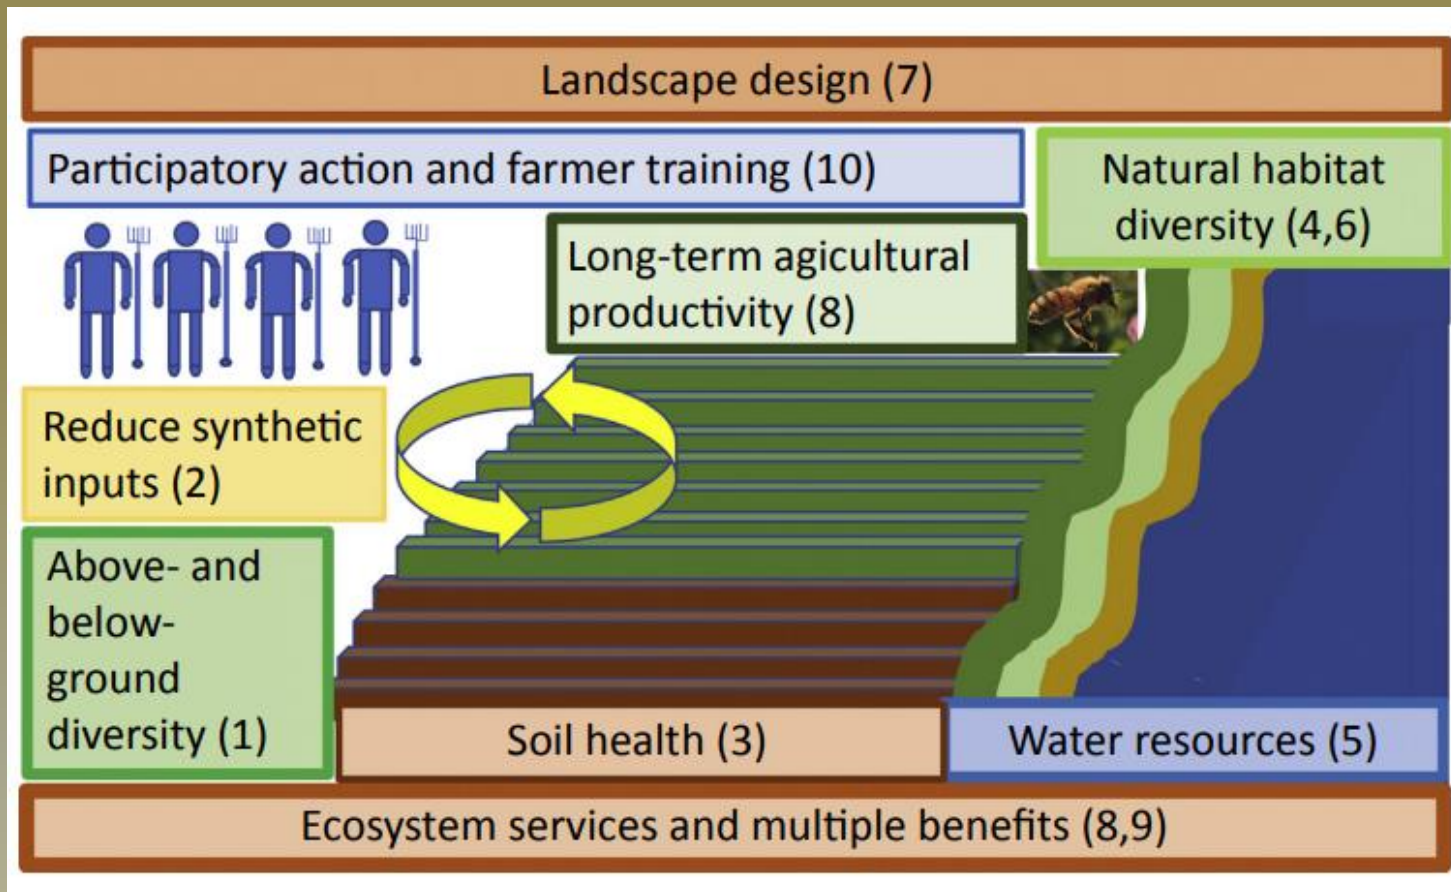 Landscape design (7)
Participatory action and farmer training (10)
Natural habitat
diversity (4,6)
Long-term agicultural
productivity (8)
Reduce synthetic
inputs (2)
Above- and
below-
ground
diversity (1)
Soil health (3)
Water resources (5)
Ecosystem services and multiple benefits (8,9)